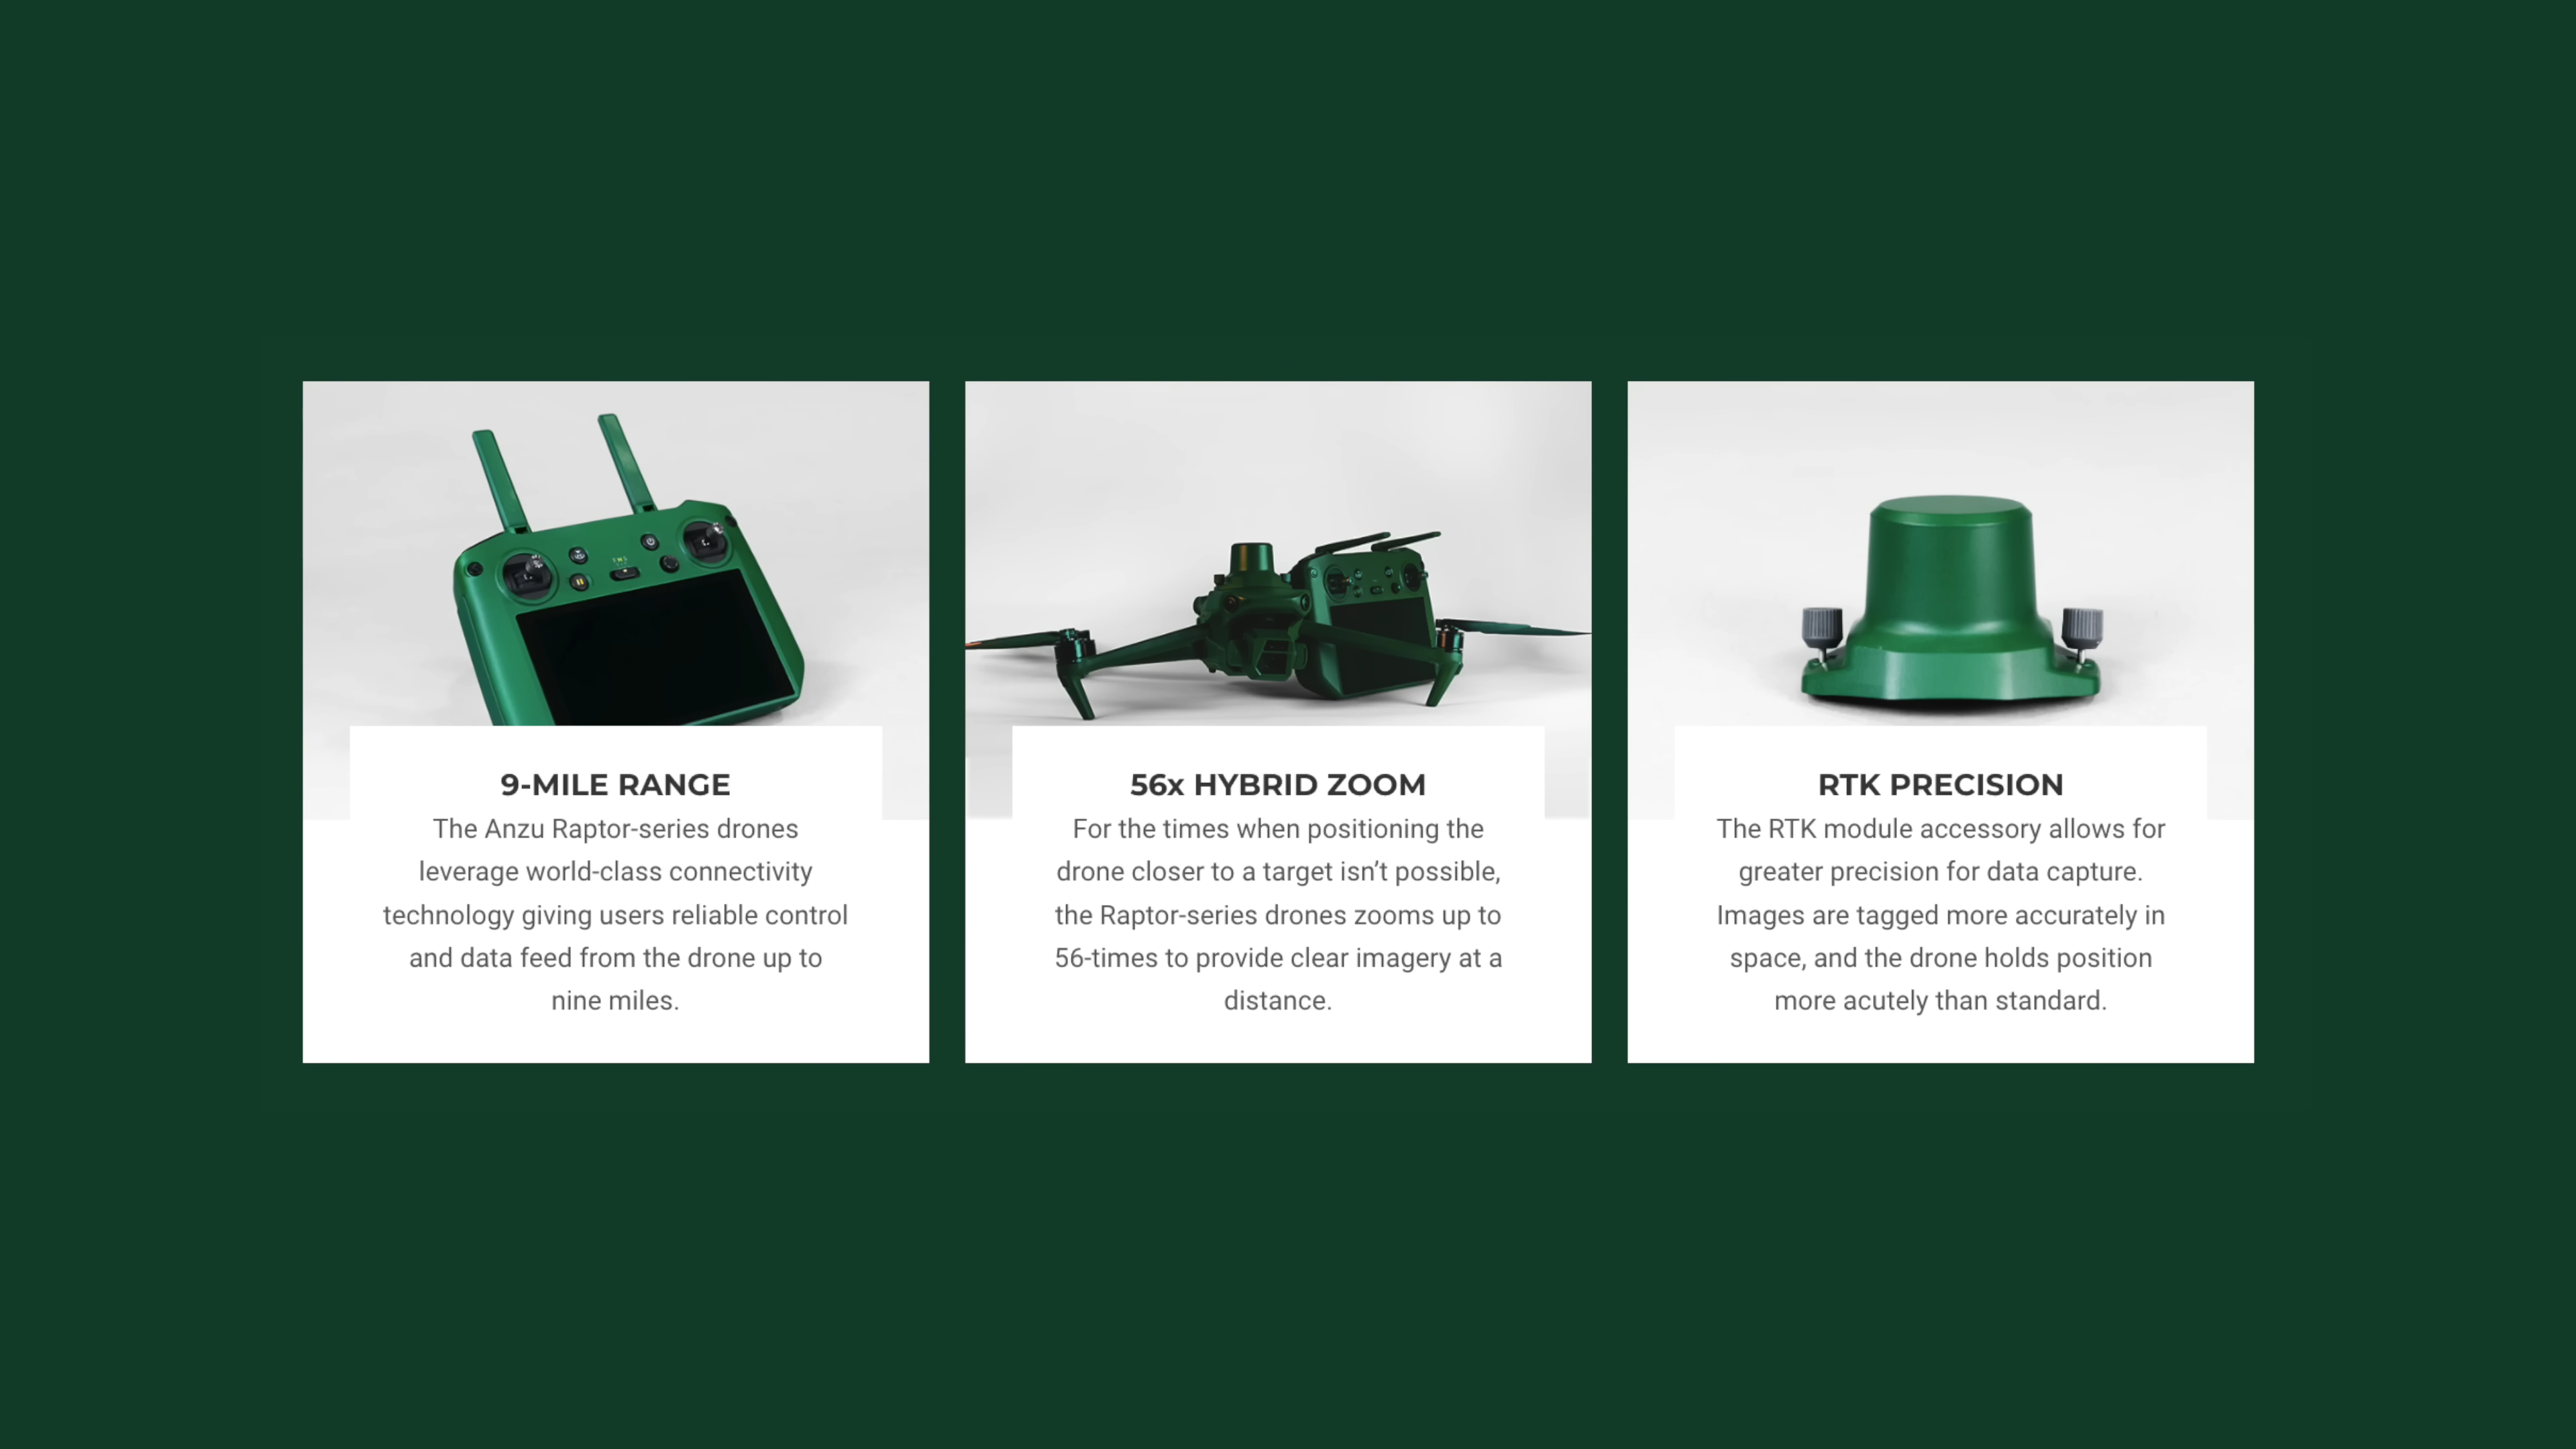 9-MILE RANGE
The Anzu Raptor-series drones
leverage world-class connectivity
technology giving users reliable control
and data feed from the drone up to
nine miles.
56x HYBRID ZOOM
For the times when positioning the
drone closer to a target isn’t possible,
the Raptor-series drones zooms up to
56-times to provide clear imagery at a
distance.
RTK PRECISION
The RTK module accessory allows for
greater precision for data capture.
Images are tagged more accurately in
space, and the drone holds position
more acutely than standard.